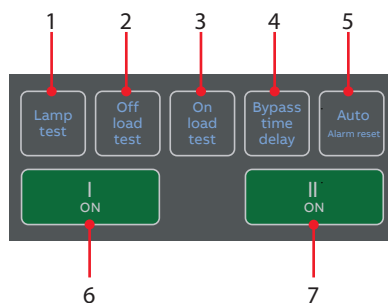 1 2 3 4 5
Lamp test
Off load test
On load test
Bypass time delay
Auto
Alarm reset
I
ON
II
ON
6 7